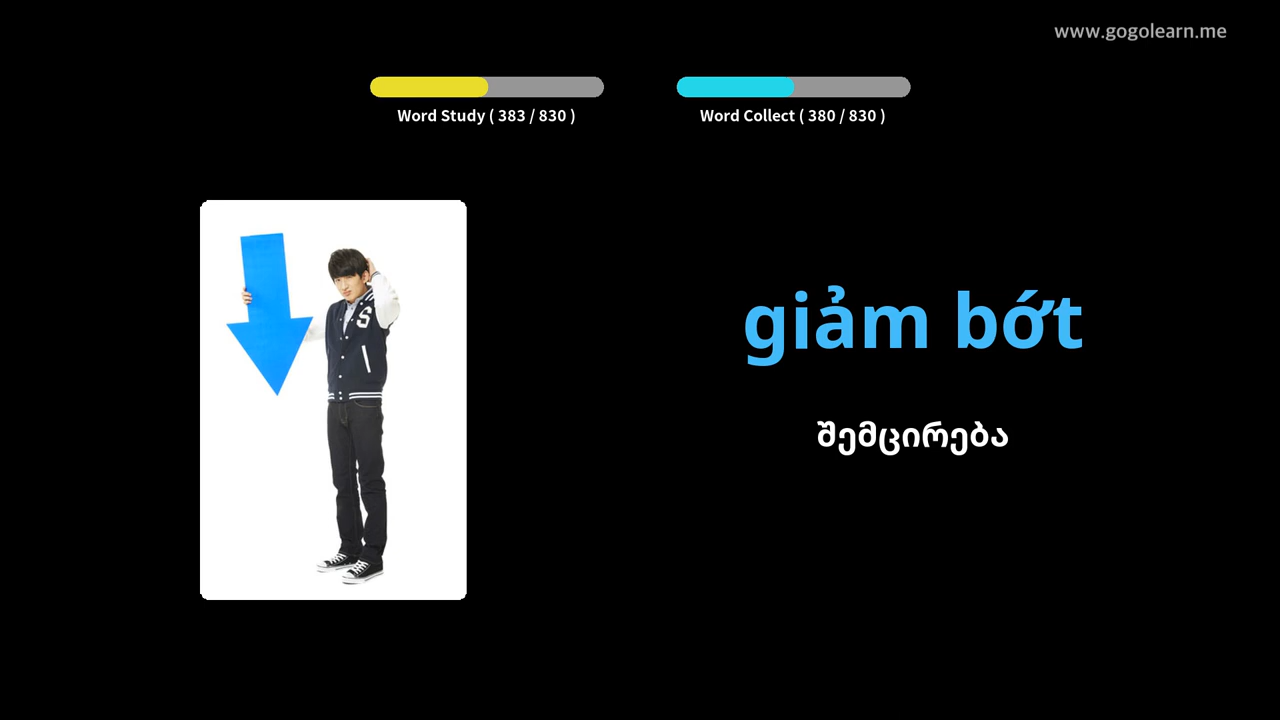 www.gogolearn.me
Word Study ( 383 / 830 )
Word Collect ( 380 / 830 )
S
giảm bớt
შემცირება